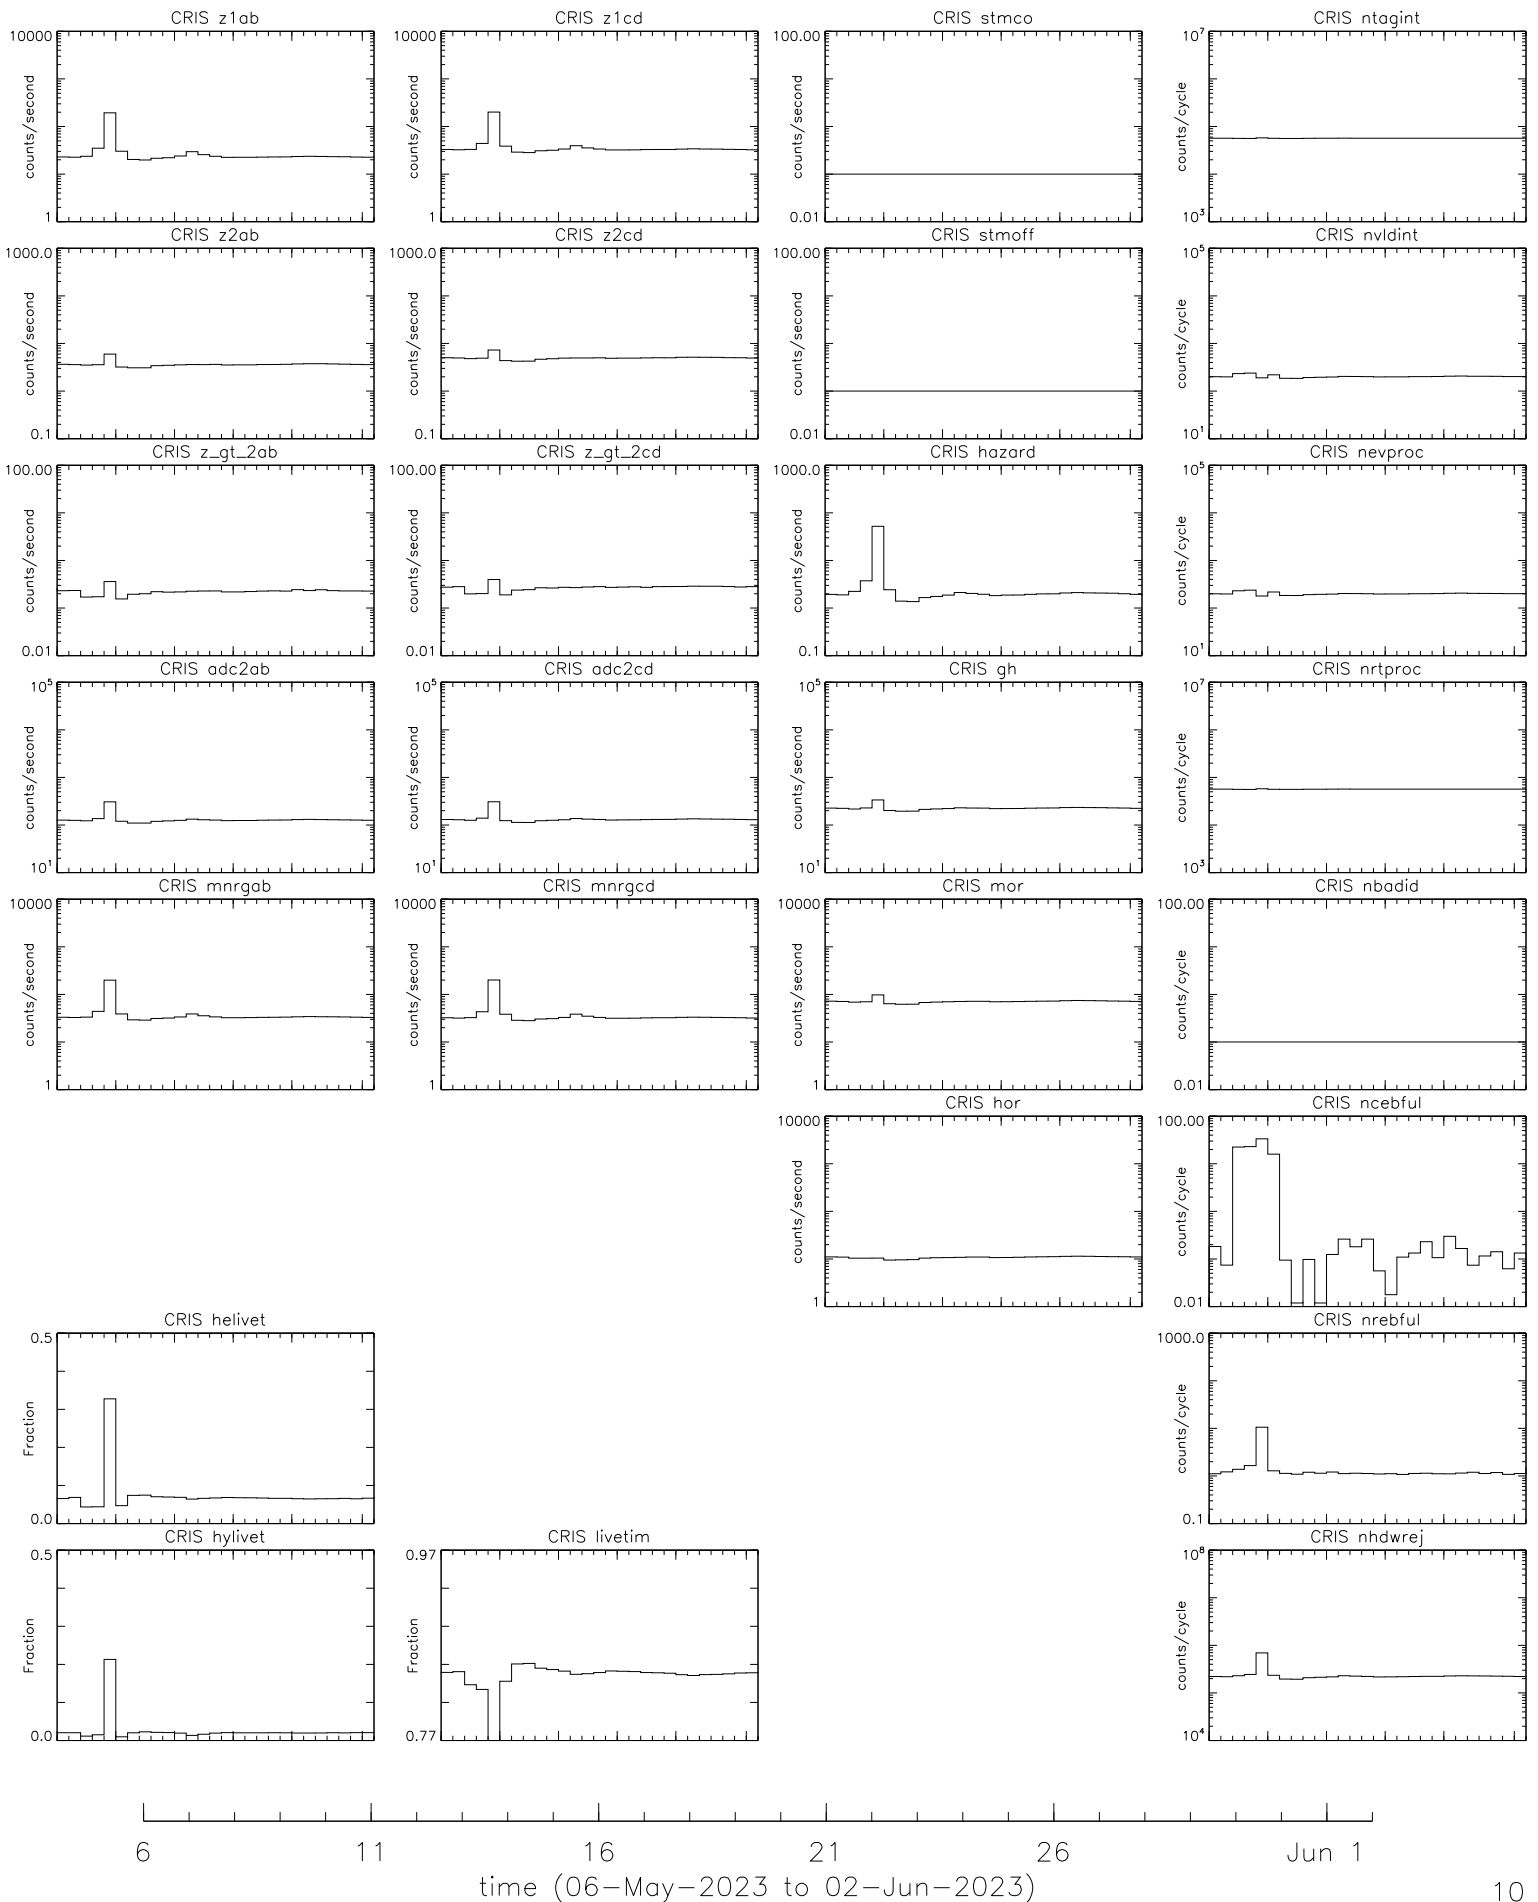 CRIS z1ab
10000
counts/second
1
CRIS z1cd
10000
counts/second
1
CRIS stmco
100.00
counts/second
0.01
CRIS ntagint
10⁷
counts/cycle
10³
CRIS z2ab
1000.0
counts/second
0.1
CRIS z2cd
1000.0
counts/second
0.1
CRIS stmoff
100.00
counts/second
0.01
CRIS nvldint
10⁵
counts/cycle
10¹
CRIS z_gt_2ab
100.00
counts/second
0.01
CRIS z_gt_2cd
100.00
counts/second
0.01
CRIS hazard
1000.0
counts/second
0.1
CRIS nevproc
10⁵
counts/cycle
10¹
CRIS adc2ab
10⁵
counts/second
10¹
CRIS adc2cd
10⁵
counts/second
10¹
CRIS gh
10⁵
counts/second
10¹
CRIS nrtproc
10⁷
counts/cycle
10³
CRIS mnrgab
10000
counts/second
1
CRIS mnrgcd
10000
counts/second
1
CRIS mor
10000
counts/second
1
CRIS nbadid
100.00
counts/cycle
0.01
CRIS hor
10000
counts/second
1
CRIS ncebful
100.00
counts/cycle
0.01
CRIS helivet
0.5
Fraction
0.0
CRIS nrebful
1000.0
counts/cycle
0.1
CRIS hylivet
0.5
Fraction
0.0
CRIS livetim
0.97
Fraction
0.77
CRIS nhdwrej
10⁸
counts/cycle
10⁴
6 11 16 21 26 Jun 1
time (06-May-2023 to 02-Jun-2023)
10